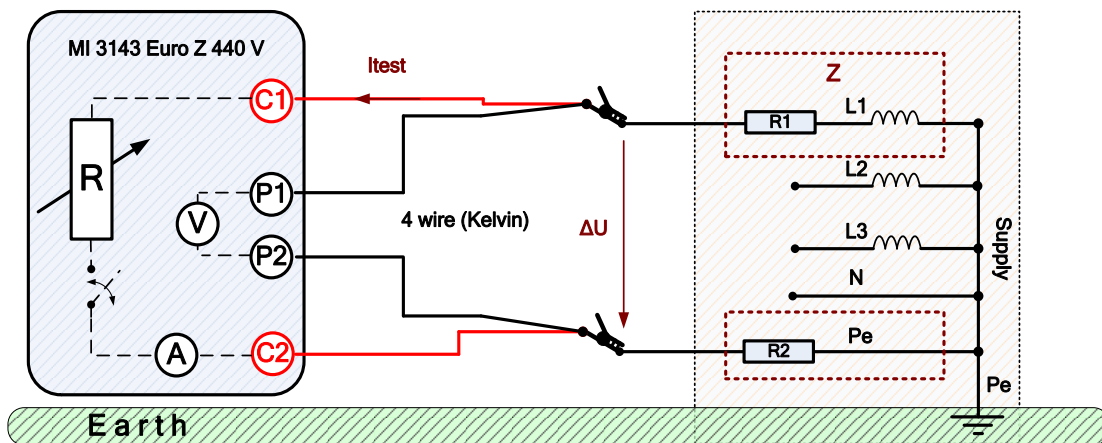 MI 3143 Euro Z 440 V
C1
Itest
Z
R1
L1
R
P1
V
P2
4 wire (Kelvin)
ΔU
L2
L3
N
Supply
A
C2
R2
Pe
Pe
Earth